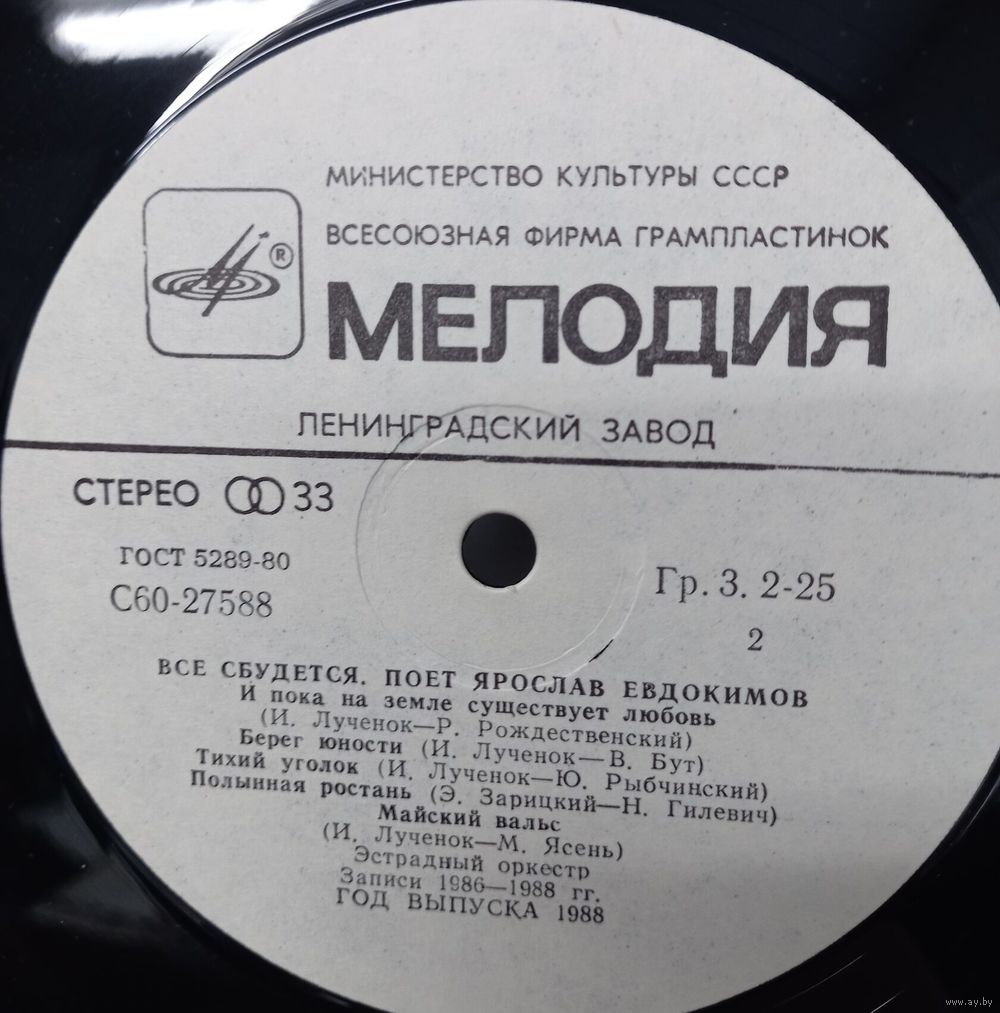 МИНИСТЕРСТВО КУЛЬТУРЫ СССР
ВСЕСОЮЗНАЯ ФИРМА ГРАМПЛАСТИНОК
®
МЕЛОДИЯ
ЛЕНИНГРАДСКИЙ ЗАВОД
СТЕРЕО 33
ГОСТ 5289-80
С60-27588
Гр. 3. 2-25
2
ВСЕ СБУДЕТСЯ. ПОЕТ ЯРОСЛАВ ЕВДОКИМОВ
И пока на земле существует любовь
(И. Лученок—Р. Рождественский)
Берег юности (И. Лученок—В. Бут)
Тихий уголок (И. Лученок—Ю. Рыбчинский)
Полынная ростань (Э. Зарицкий—Н. Гилевич)
Майский вальс
(И. Лученок—М. Ясень)
Эстрадный оркестр
Записи 1986—1988 гг.
ГОД ВЫПУСКА 1988
www.ay.by